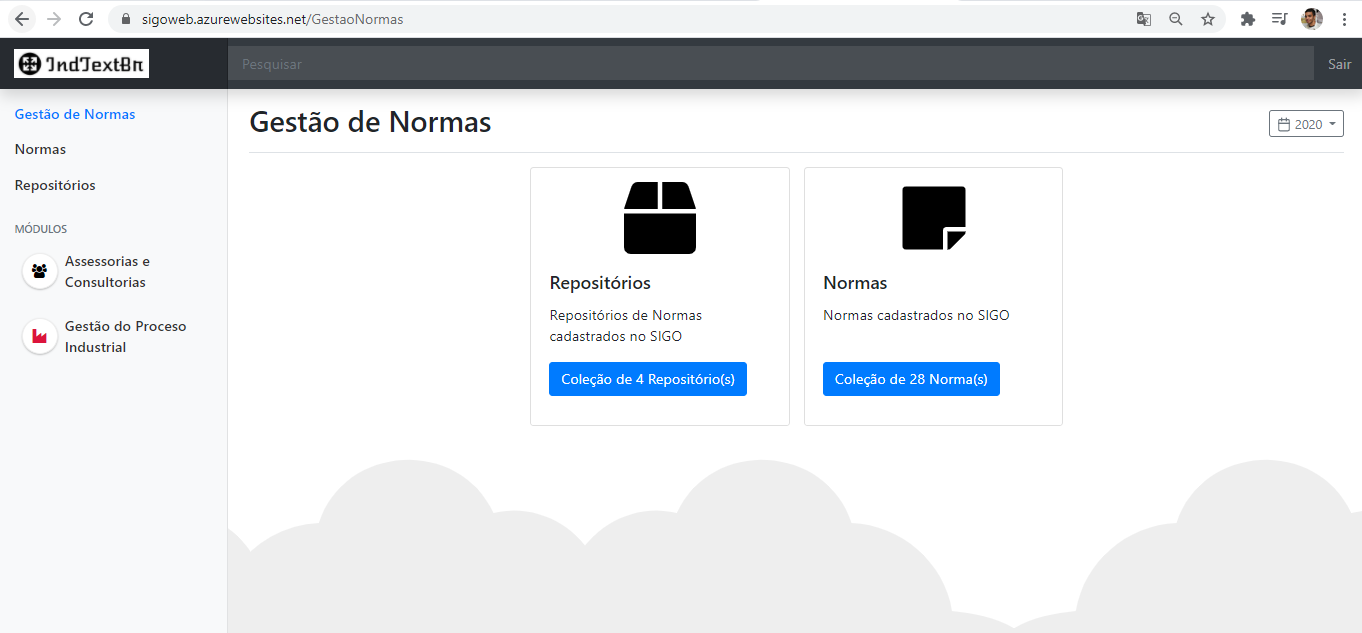 sigoweb.azurewebsites.net/GestaoNormas
IndTextBr
Pesquisar
Sair
Gestão de Normas
Normas
Repositórios
MÓDULOS
Assessorias e
Consultorias
Gestão do Processo
Industrial
Gestão de Normas
2020
Repositórios
Repositórios de Normas
cadastrados no SIGO
Coleção de 4 Repositório(s)
Normas
Normas cadastrados no SIGO
Coleção de 28 Norma(s)